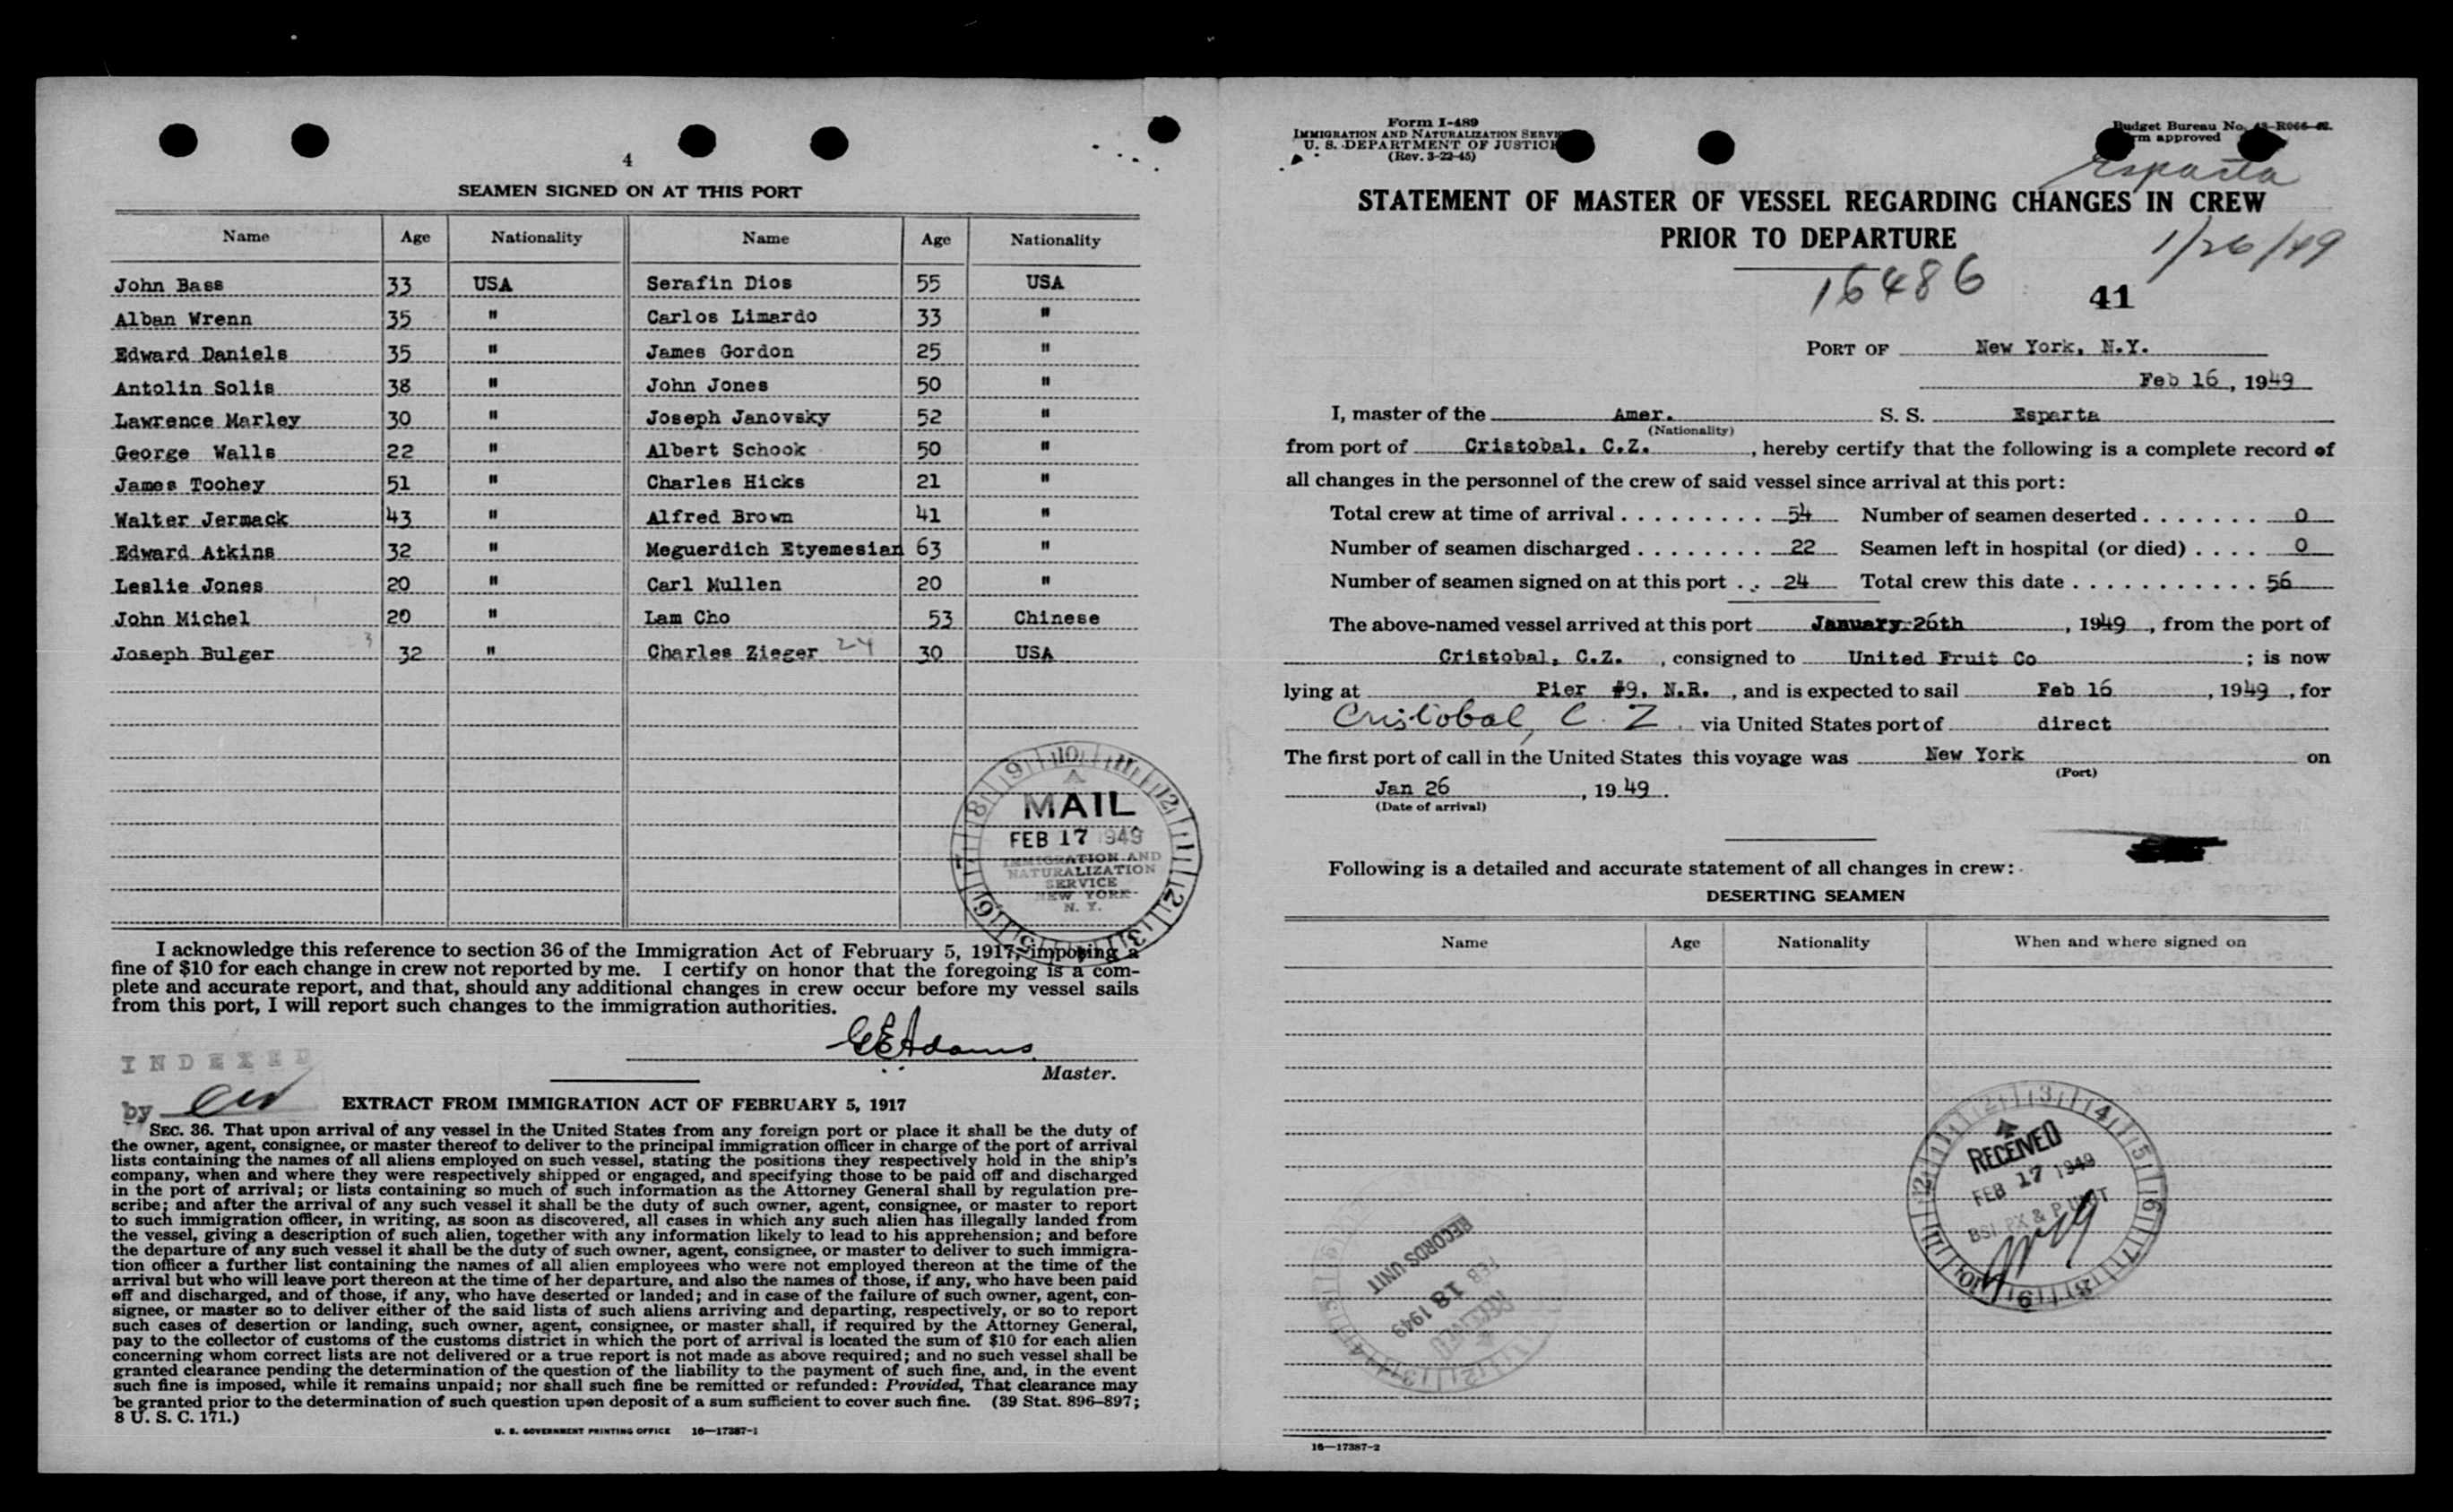 4
SEAMEN SIGNED ON AT THIS PORT
Name Age Nationality Name Age Nationality
John Bass 33 USA Serafin Dios 55 USA
Alban Wrenn 35 " Carlos Limardo 33 "
Edward Daniels 35 " James Gordon 25 "
Antolin Solis 38 " John Jones 50 "
Lawrence Marley 30 " Joseph Janovsky 52 "
George Walls 22 " Albert Schook 50 "
James Toohey 51 " Charles Hicks 21 "
Walter Jermack 43 " Alfred Brown 41 "
Edward Atkins 32 " Meguerdich Etyemesian 63 "
Leslie Jones 20 " Carl Mullen 20 "
John Michel 20 " Lam Cho 53 Chinese
Joseph Bulger 32 " Charles Zieger 24 30 USA
MAIL
FEB 17 1949
IMMIGRATION AND
NATURALIZATION
SERVICE
NEW YORK
N. Y.
I acknowledge this reference to section 36 of the Immigration Act of February 5, 1917, imposing a
fine of $10 for each change in crew not reported by me. I certify on honor that the foregoing is a com-
plete and accurate report, and that, should any additional changes in crew occur before my vessel sails
from this port, I will report such changes to the immigration authorities.
GEAdams
Master.
INDEXED
by
EXTRACT FROM IMMIGRATION ACT OF FEBRUARY 5, 1917
SEC. 36. That upon arrival of any vessel in the United States from any foreign port or place it shall be the duty of
the owner, agent, consignee, or master thereof to deliver to the principal immigration officer in charge of the port of arrival
lists containing the names of all aliens employed on such vessel, stating the positions they respectively hold in the ship's
company, when and where they were respectively shipped or engaged, and specifying those to be paid off and discharged
in the port of arrival; or lists containing so much of such information as the Attorney General shall by regulation pre-
scribe; and after the arrival of any such vessel it shall be the duty of such owner, agent, consignee, or master to report
to such immigration officer, in writing, as soon as discovered, all cases in which any such alien has illegally landed from
the vessel, giving a description of such alien, together with any information likely to lead to his apprehension; and before
the departure of any such vessel it shall be the duty of such owner, agent, consignee, or master to deliver to such immigra-
tion officer a further list containing the names of all alien employees who were not employed thereon at the time of the
arrival but who will leave port thereon at the time of her departure, and also the names of those, if any, who have been paid
off and discharged, and of those, if any, who have deserted or landed; and in case of the failure of such owner, agent, con-
signee, or master so to deliver either of the said lists of such aliens arriving and departing, respectively, or so to report
such cases of desertion or landing, such owner, agent, consignee, or master shall, if required by the Attorney General,
pay to the collector of customs of the customs district in which the port of arrival is located the sum of $10 for each alien
concerning whom correct lists are not delivered or a true report is not made as above required; and no such vessel shall be
granted clearance pending the determination of the question of the liability to the payment of such fine, and, in the event
such fine is imposed, while it remains unpaid; nor shall such fine be remitted or refunded: Provided, That clearance may
be granted prior to the determination of such question upon deposit of a sum sufficient to cover such fine. (39 Stat. 896–897;
8 U. S. C. 171.)
U. S. GOVERNMENT PRINTING OFFICE 16—17387-1
Form I-489
IMMIGRATION AND NATURALIZATION
U. S. DEPARTMENT OF JUSTICE
(Rev. 3-22-45)
Budget Bureau No. 43-R066
approved
Esparta
STATEMENT OF MASTER OF VESSEL REGARDING CHANGES IN CREW
PRIOR TO DEPARTURE
1/26/49
16486
41
PORT OF New York, N.Y.
Feb 16, 1949
I, master of the Amer. S. S. Esparta
(Nationality)
from port of Cristobal, C.Z., hereby certify that the following is a complete record of
all changes in the personnel of the crew of said vessel since arrival at this port:
Total crew at time of arrival . . . . . . . . . . 54 Number of seamen deserted . . . . . . . 0
Number of seamen discharged . . . . . . . . 22 Seamen left in hospital (or died) . . . . 0
Number of seamen signed on at this port . . 24 Total crew this date . . . . . . . . . . . . 56
The above-named vessel arrived at this port January 26th, 1949, from the port of
Cristobal, C.Z., consigned to United Fruit Co; is now
lying at Pier #9, N.R., and is expected to sail Feb 16, 1949, for
Cristobal, C. Z. via United States port of direct
The first port of call in the United States this voyage was New York on
(Port)
Jan 26, 1949.
(Date of arrival)
Following is a detailed and accurate statement of all changes in crew:
DESERTING SEAMEN
Name Age Nationality When and where signed on
RECEIVED
FEB 17 1949
BSI PX & P UNIT
RECORDS UNIT
FEB 18 1949
RECEIVED
16—17387-2